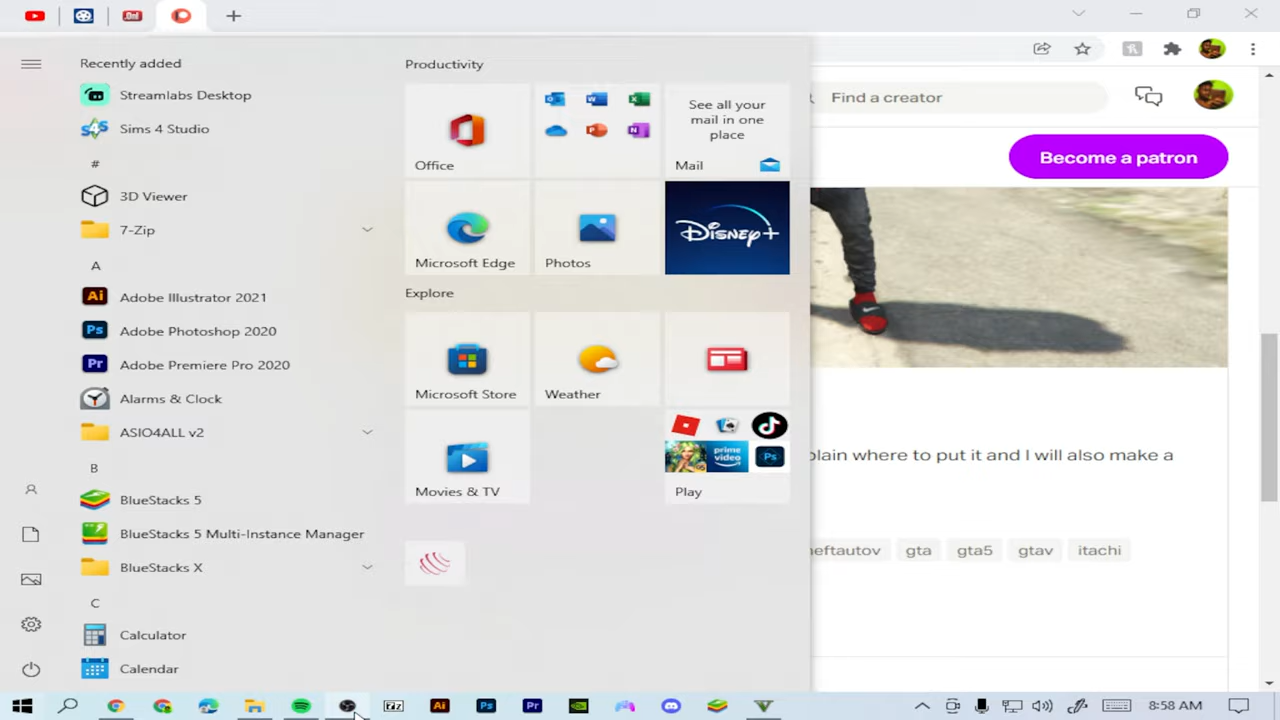 Find a creator
Become a patron
Recently added
Streamlabs Desktop
Sims 4 Studio
#
3D Viewer
7-Zip
A
Adobe Illustrator 2021
Adobe Photoshop 2020
Adobe Premiere Pro 2020
Alarms & Clock
ASIO4ALL v2
B
BlueStacks 5
BlueStacks 5 Multi-Instance Manager
BlueStacks X
C
Calculator
Calendar
Productivity
Office
See all your
mail in one
place
Mail
Microsoft Edge
Photos
Disney+
Explore
Microsoft Store
Weather
Movies & TV
prime
video
Ps
Play
plain where to put it and I will also make a
neftautov
gta
gta5
gtav
itachi
8:58 AM